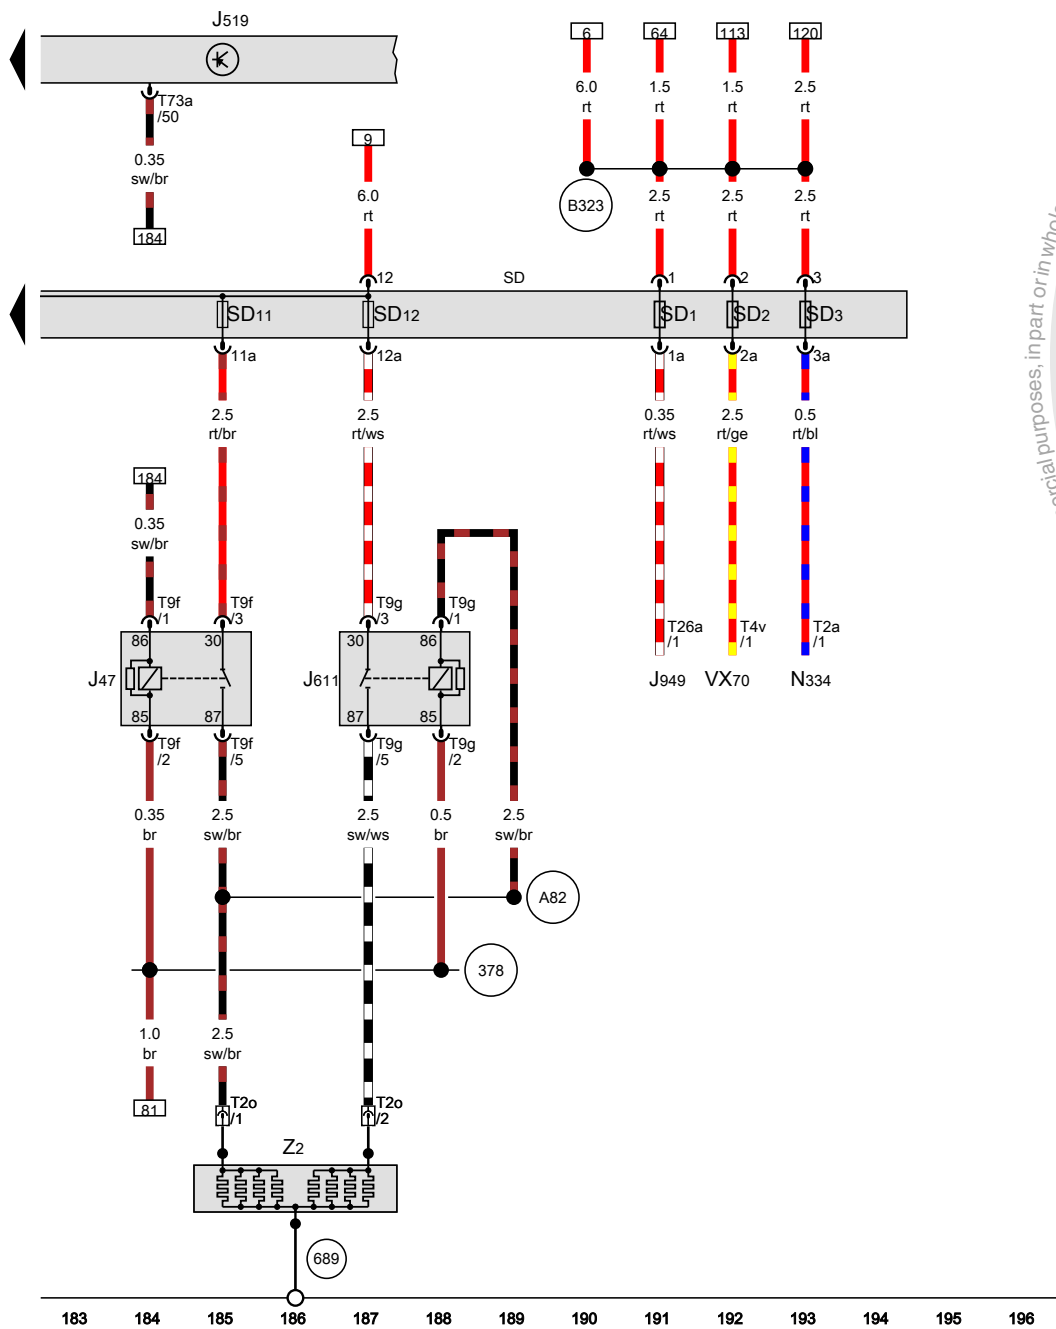 J519
6 64 113 120
6.0 1.5 1.5 2.5
rt rt rt rt
T73a
/50
9
0.35
sw/br
6.0
rt
2.5 2.5 2.5
rt rt rt
B323
184
12 SD 1 2 3
SD11 SD12 SD1 SD2 SD3
11a 12a 1a 2a 3a
2.5 2.5 0.35 2.5 0.5
rt/br rt/ws rt/ws rt/ge rt/bl
184
0.35
sw/br
T9f T9f T9g T9g
/1 /3 /3 /1
T26a T4v T2a
/1 /1 /1
86 30 30 86
J47 J611 J949 VX70 N334
85 87 87 85
T9f T9f T9g T9g
/2 /5 /5 /2
0.35 2.5 2.5 0.5 2.5
br sw/br sw/ws br sw/br
A82
378
1.0 2.5
br sw/br
81
T2o T2o
/1 /2
Z2
689
183 184 185 186 187 188 189 190 191 192 193 194 195 196
ercial purposes, in part or in whole